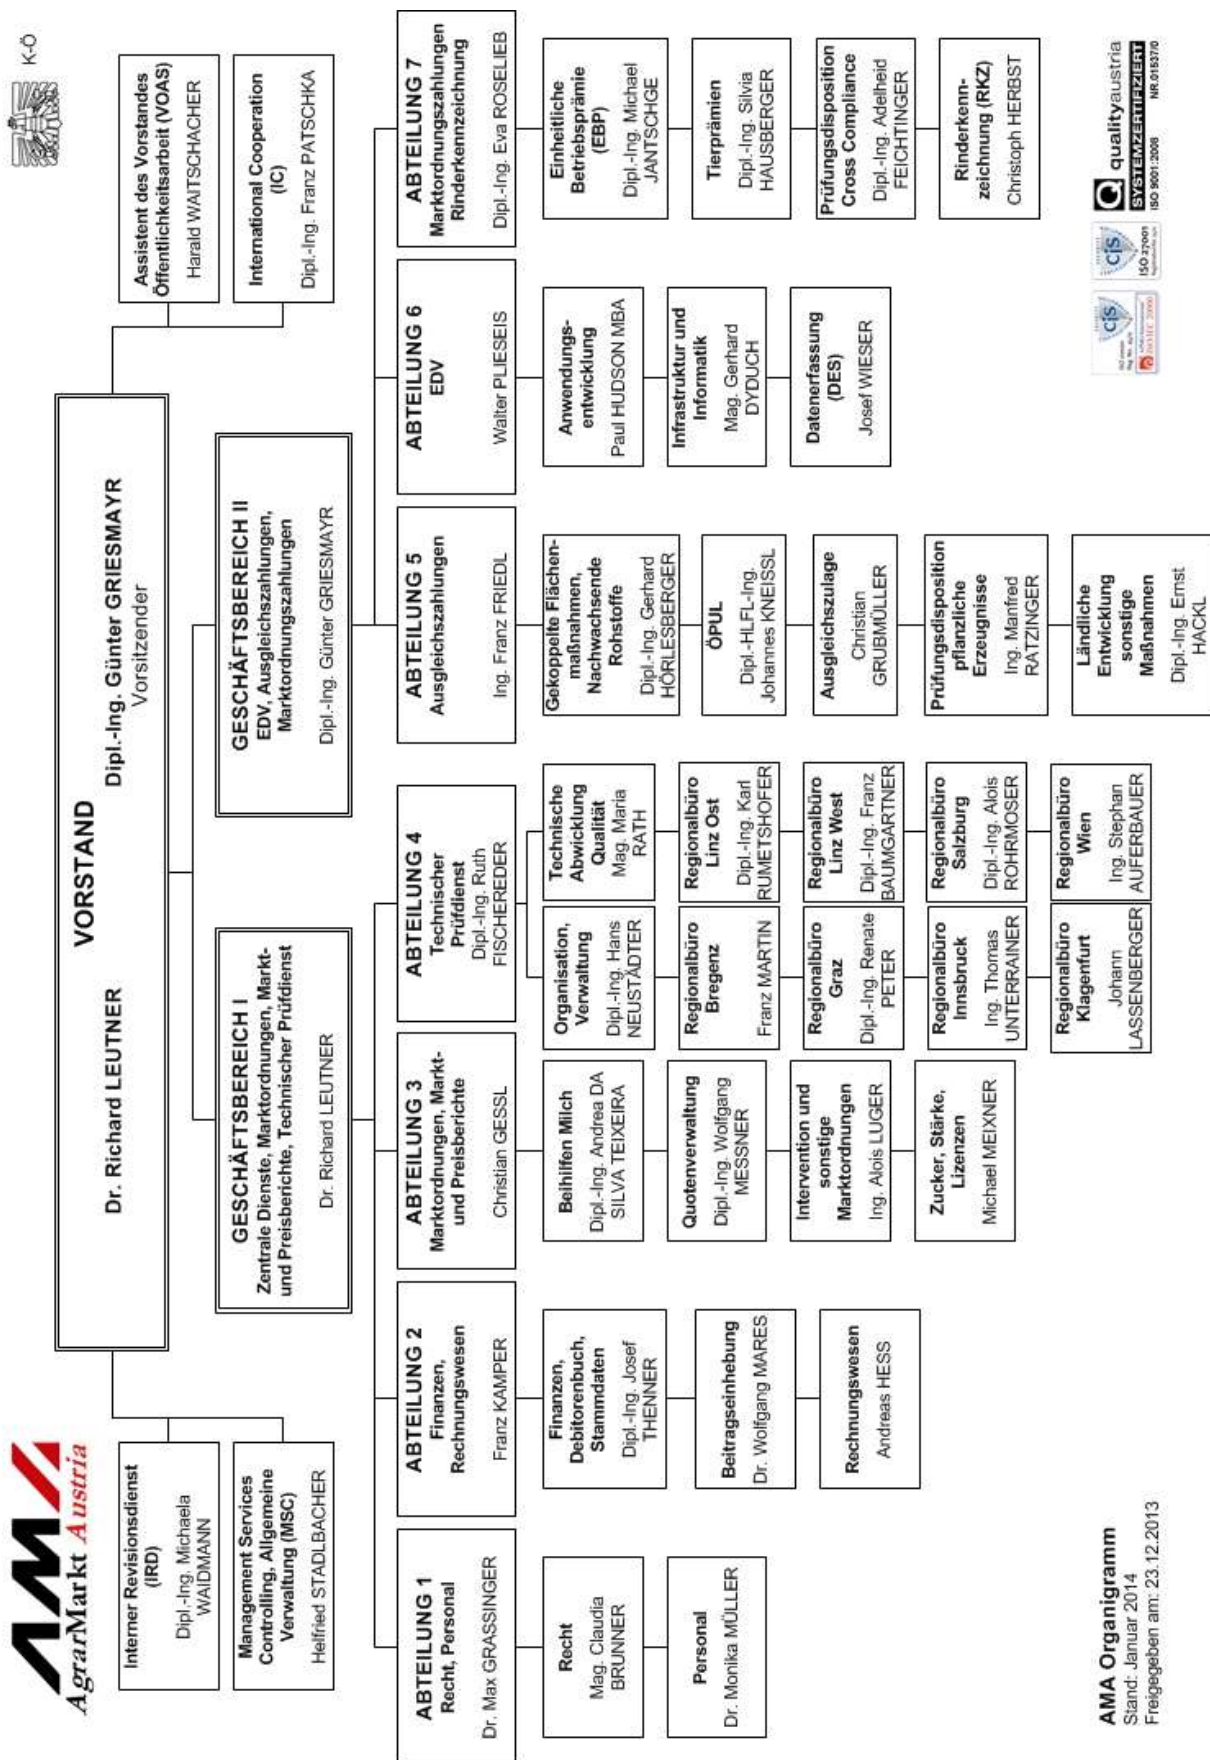 AMA
AgrarMarkt Austria
K-Ö
VORSTAND
Dr. Richard LEUTNER
Dipl.-Ing. Günter GRIESMAYR
Vorsitzender
Interner Revisionsdienst
(IRD)
Dipl.-Ing. Michaela
WAIDMANN
Management Services
Controlling, Allgemeine
Verwaltung (MSC)
Helfried STADLBACHER
Assistent des Vorstandes
Öffentlichkeitsarbeit (VOAS)
Harald WAITSCHACHER
International Cooperation
(IC)
Dipl.-Ing. Franz PATSCHKA
GESCHÄFTSBEREICH I
Zentrale Dienste, Marktordnungen, Markt-
und Preisberichte, Technischer Prüfdienst
Dr. Richard LEUTNER
GESCHÄFTSBEREICH II
EDV, Ausgleichszahlungen,
Marktordnungszahlungen
Dipl.-Ing. Günter GRIESMAYR
ABTEILUNG 1
Recht, Personal
Dr. Max GRASSINGER
Recht
Mag. Claudia
BRUNNER
Personal
Dr. Monika MÜLLER
ABTEILUNG 2
Finanzen,
Rechnungswesen
Franz KAMPER
Finanzen,
Debitorenbuch,
Stammdaten
Dipl.-Ing. Josef
THENNER
Beitragseinhebung
Dr. Wolfgang MARES
Rechnungswesen
Andreas HESS
ABTEILUNG 3
Marktordnungen, Markt-
und Preisberichte
Christian GESSL
Beihilfen Milch
Dipl.-Ing. Andrea DA
SILVA TEIXEIRA
Quotenverwaltung
Dipl.-Ing. Wolfgang
MESSNER
Intervention und
sonstige
Marktordnungen
Ing. Alois LUGER
Zucker, Stärke,
Lizenzen
Michael MEIXNER
ABTEILUNG 4
Technischer
Prüfdienst
Dipl.-Ing. Ruth
FISCHEREDER
Organisation,
Verwaltung
Dipl.-Ing. Hans
NEUSTÄDTER
Regionalbüro
Bregenz
Franz MARTIN
Regionalbüro
Graz
Dipl.-Ing. Renate
PETER
Regionalbüro
Innsbruck
Ing. Thomas
UNTERRAINER
Regionalbüro
Klagenfurt
Johann
LASSENBERGER
Technische
Abwicklung
Qualität
Mag. Maria
RATH
Regionalbüro
Linz Ost
Dipl.-Ing. Karl
RUMETSHOFER
Regionalbüro
Linz West
Dipl.-Ing. Franz
BAUMGARTNER
Regionalbüro
Salzburg
Dipl.-Ing. Alois
ROHRMOSER
Regionalbüro
Wien
Ing. Stephan
AUFERBAUER
ABTEILUNG 5
Ausgleichszahlungen
Ing. Franz FRIEDL
Gekoppelte Flächen-
maßnahmen,
Nachwachsende
Rohstoffe
Dipl.-Ing. Gerhard
HÖRLESBERGER
ÖPUL
Dipl.-HLFL-Ing.
Johannes KNEISSL
Ausgleichszulage
Christian
GRUBMÜLLER
Prüfungsdisposition
pflanzliche
Erzeugnisse
Ing. Manfred
RATZINGER
Ländliche
Entwicklung
sonstige
Maßnahmen
Dipl.-Ing. Ernst
HACKL
ABTEILUNG 6
EDV
Walter PLIESEIS
Anwendungs-
entwicklung
Paul HUDSON MBA
Infrastruktur und
Informatik
Mag. Gerhard
DYDUCH
Datenerfassung
(DES)
Josef WIESER
ABTEILUNG 7
Marktordnungszahlungen
Rinderkennzeichnung
Dipl.-Ing. Eva ROSELIEB
Einheitliche
Betriebsprämie
(EBP)
Dipl.-Ing. Michael
JANTSCHGE
Tierprämien
Dipl.-Ing. Silvia
HAUSBERGER
Prüfungsdisposition
Cross Compliance
Dipl.-Ing. Adelheid
FEICHTINGER
Rinderkenn-
zeichnung (RKZ)
Christoph HERBST
AMA Organigramm
Stand: Januar 2014
Freigegeben am: 23.12.2013
CIS
ISO/IEC 20000
CIS
ISO 27001
Q qualityaustria
SYSTEMZERTIFIZIERT
ISO 9001:2008 NR.01537/0